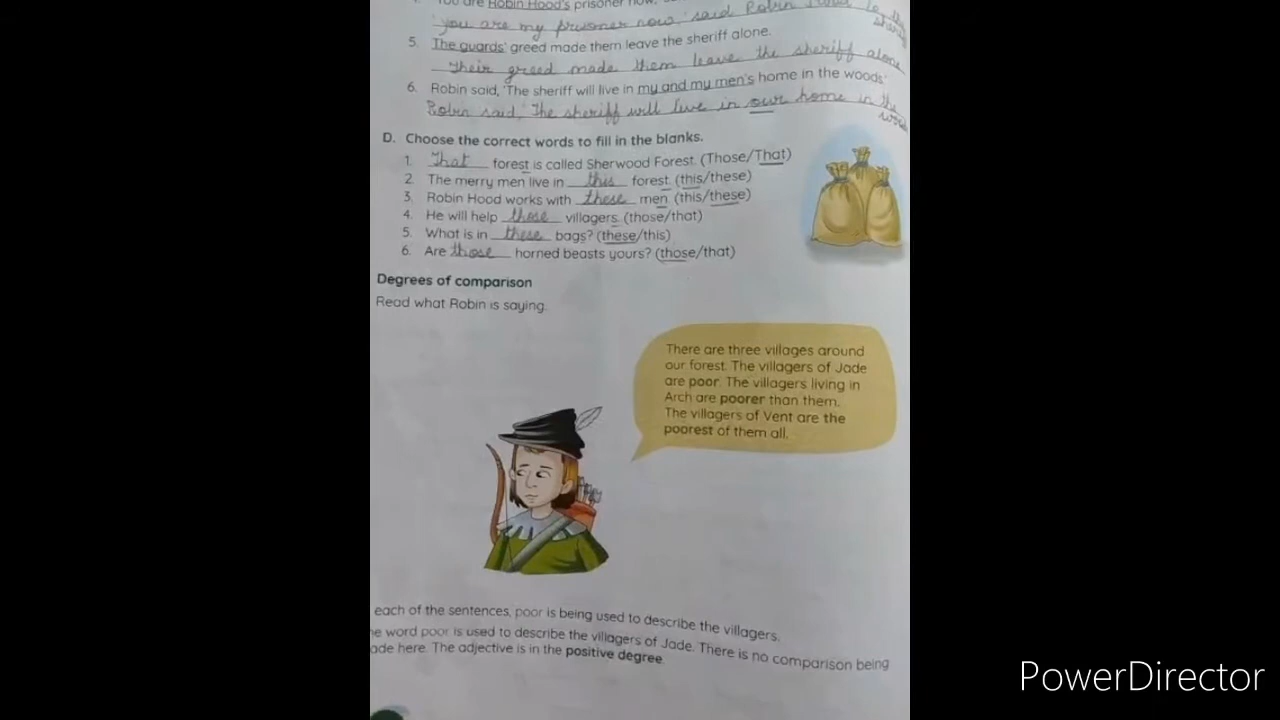 You are Robin Hood's prisoner now,
'you are my prisoner now' said Robin Hood to the sheriff
5. The guards' greed made them leave the sheriff alone.
Their greed made them leave the sheriff alone
6. Robin said, 'The sheriff will live in my and my men's home in the woods'
Robin said, 'The sheriff will live in our home in the woods
D. Choose the correct words to fill in the blanks.
1. That forest is called Sherwood Forest. (Those/That)
2. The merry men live in this forest. (this/these)
3. Robin Hood works with these men. (this/these)
4. He will help those villagers. (those/that)
5. What is in these bags? (these/this)
6. Are those horned beasts yours? (those/that)
Degrees of comparison
Read what Robin is saying.
There are three villages around
our forest. The villagers of Jade
are poor. The villagers living in
Arch are poorer than them.
The villagers of Vent are the
poorest of them all.
each of the sentences, poor is being used to describe the villagers.
word poor is used to describe the villagers of Jade. There is no comparison being
here. The adjective is in the positive degree.
PowerDirector